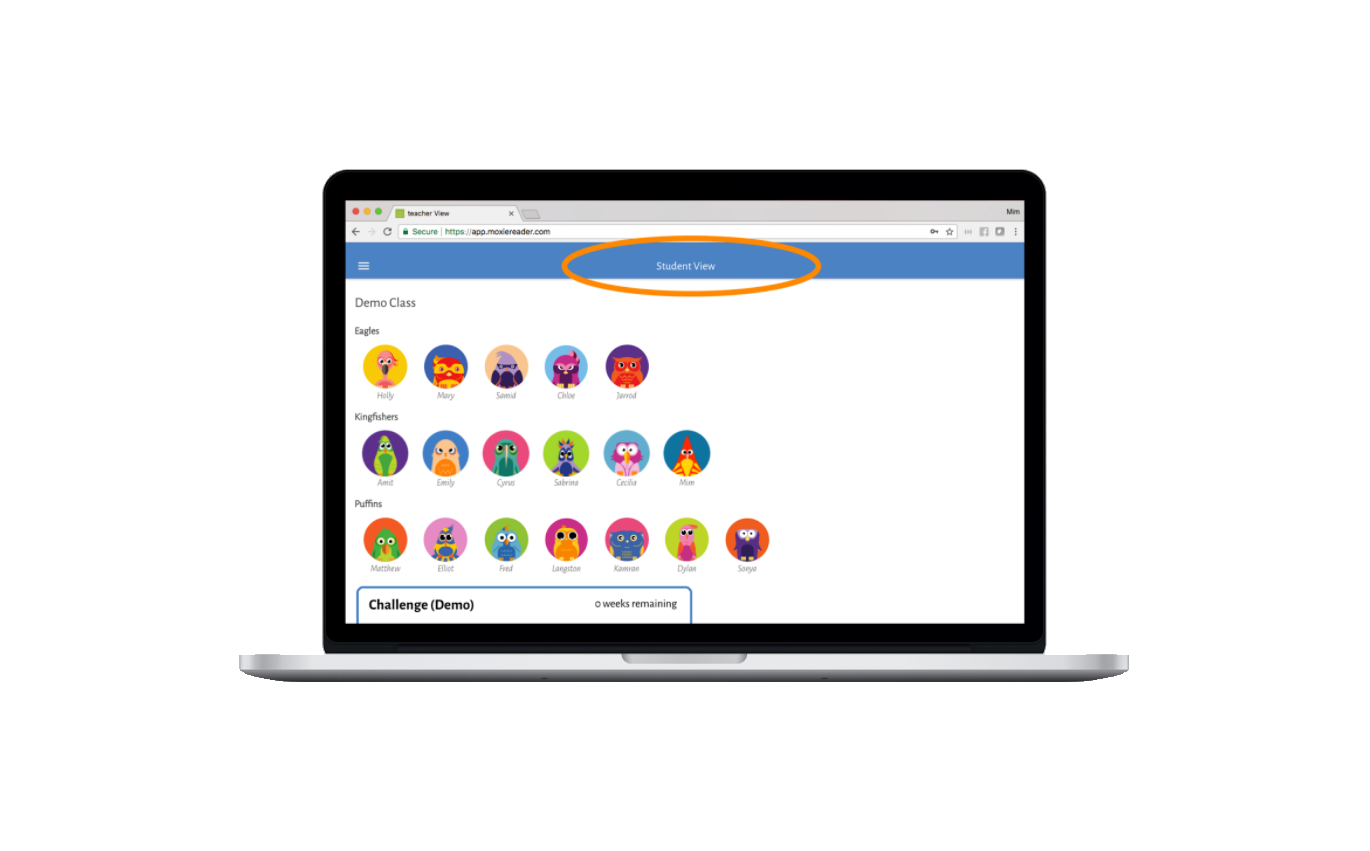 teacher View
Mim
Secure https://app.moxiereader.com
Student View
Demo Class
Eagles
Holly Mary Samid Chloe Jarrod
Kingfishers
Amit Emily Cyrus Sabrina Cecilia Mim
Puffins
Matthew Elliot Fred Langston Kamran Dylan Sonya
Challenge (Demo) 0 weeks remaining